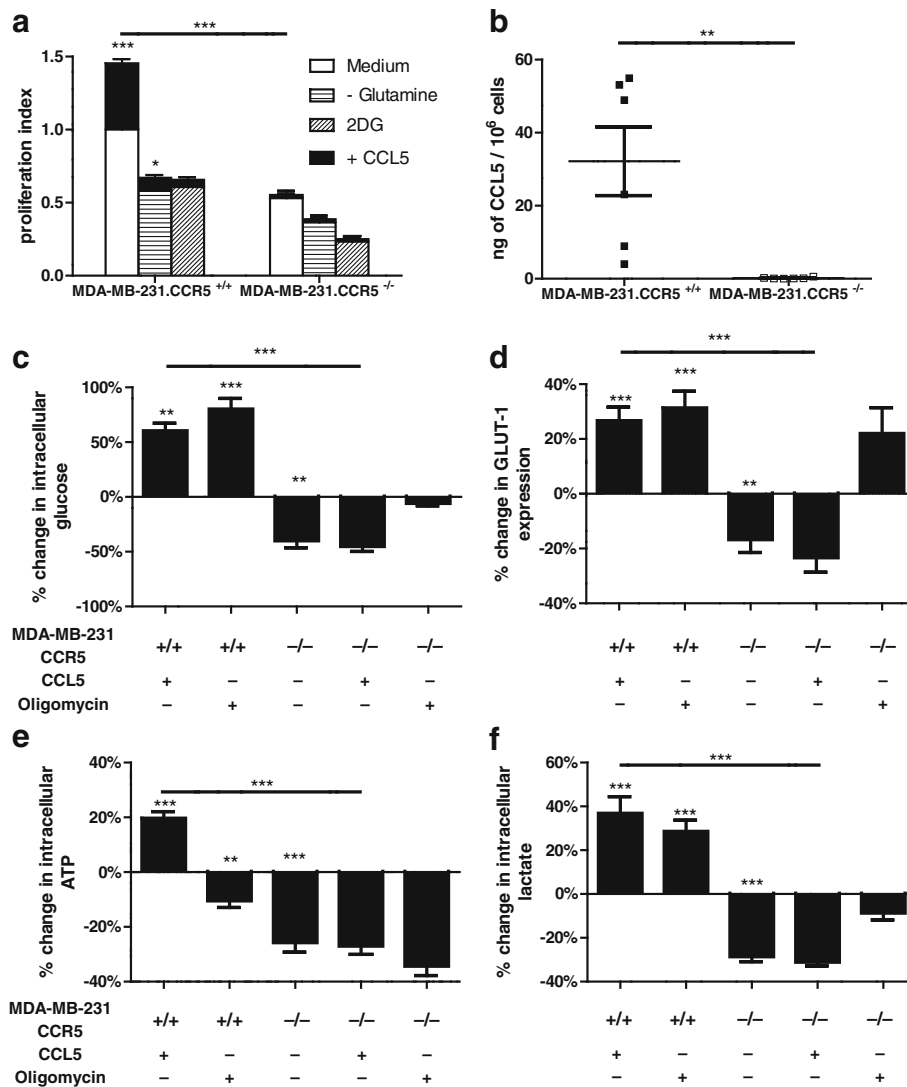 a
b
***
**
***
*
Medium
- Glutamine
2DG
+ CCL5
proliferation index
1.5
1.0
0.5
0.0
MDA-MB-231.CCR5 +/+ MDA-MB-231.CCR5 -/-
ng of CCL5 / 10⁶ cells
60
40
20
0
MDA-MB-231.CCR5 +/+ MDA-MB-231.CCR5 -/-
c
***
**
***
**
% change in intracellular
glucose
100%
50%
0%
-50%
-100%
MDA-MB-231
CCR5 +/+ +/+ –/– –/– –/–
CCL5 + – – + –
Oligomycin – + – – +
d
***
***
***
**
% change in GLUT-1
expression
40%
20%
0%
-20%
-40%
+/+ +/+ –/– –/– –/–
+ – – + –
– + – – +
e
***
***
**
***
% change in intracellular
ATP
40%
20%
0%
-20%
-40%
MDA-MB-231
CCR5 +/+ +/+ –/– –/– –/–
CCL5 + – – + –
Oligomycin – + – – +
f
***
***
***
***
% change in intracellular
lactate
60%
40%
20%
0%
-20%
-40%
+/+ +/+ –/– –/– –/–
+ – – + –
– + – – +